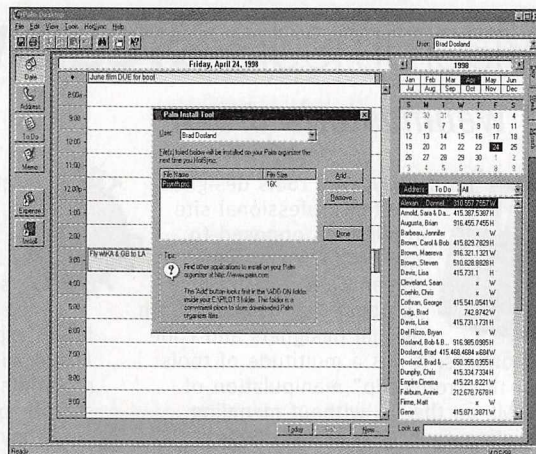 Palm Desktop
File Edit View Tools HotSync Help
User: Brad Dosland
Friday, April 24, 1998
1998
Jan Feb Mar Apr May Jun
Jul Aug Sep Oct Nov Dec
S M T W T F S
29 30 31 1 2 3 4
5 6 7 8 9 10 11
12 13 14 15 16 17 18
19 20 21 22 23 24 25
26 27 28 29 30 1 2
Date
Address
To Do
Memo
Expense
Install
June film DUE for boot
8:00a
9:00
10:00
11:00
12:00p
1:00
2:00
3:00
Fly w/KA & GB to LA
4:00
5:00
6:00
7:00
8:00
9:00
Palm Install Tool
User: Brad Dosland
File(s) listed below will be installed on your Palm organizer the
next time you HotSync.
File Name File Size
16K
Add...
Remove...
Done
Tips:
Find other applications to install on your Palm
organizer at http://www.palm.com
This "Add" button looks first in the \ADD-ON folder
inside your C:\PILOT3 folder. This folder is a
convenient place to store downloaded Palm
organizer files.
Address To Do All
310.557.7957 W
Arnold, Sara & Da... 415.387.5387 H
Augusta, Brian 916.455.7455 H
Barbeau, Jennifer x W
Brown, Carol & Bob 415.829.7829 H
Brown, Maereva 916.321.1321 W
Brown, Steven 510.828.8828 H
Davis, Lisa 415.731.1 H
Cleveland, Sean x W
Coehlo, Chris x W
Cothran, George 415.541.0541 W
Craig, Brad 742.8742 W
Davis, Lisa 415.731.1731 H
Del Rizzo, Bryan x W
Dosland, Bob & B... 916.985.0985 H
Dosland, Brad 415.468.4684 x684 W
Dosland, Brad &... 650.355.0355 H
Dunphy, Chris 415.334.7334 H
Empire Cinema 415.221.8221 W
Fairburn, Annie 212.678.7678 H
Firme, Matt x W
Gene 415.871.3871 W
Look up:
Today
New
Ready